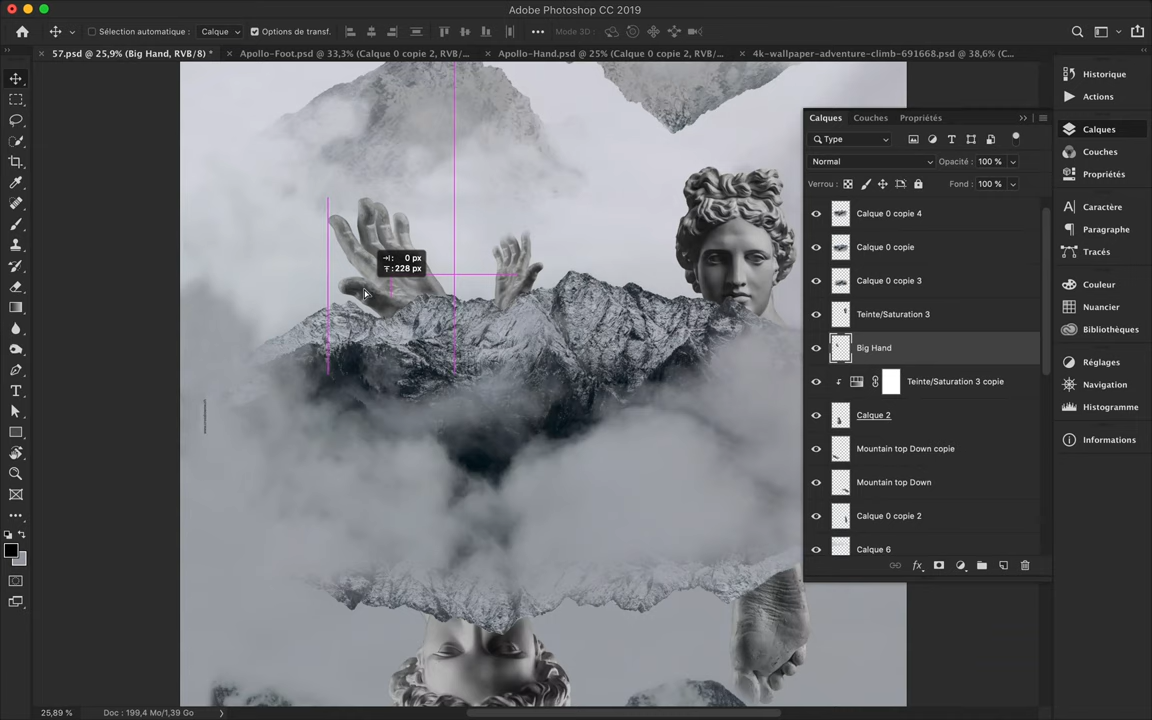 Adobe Photoshop CC 2019
Sélection automatique :
Calque
Options de transf.
Mode 3D :
57.psd @ 25,9% (Big Hand, RVB/8) *
Apollo-Foot.psd @ 33,3% (Calque 0 copie 2, RVB/...
Apollo-Hand.psd @ 25% (Calque 0 copie 2, RVB/8...
4k-wallpaper-adventure-climb-691668.psd @ 38,6% (C...
Calques
Couches
Propriétés
Type
Normal
Opacité : 100 %
Verrou :
Fond : 100 %
Calque 0 copie 4
Calque 0 copie
Calque 0 copie 3
Teinte/Saturation 3
Big Hand
Teinte/Saturation 3 copie
Calque 2
Mountain top Down copie
Mountain top Down
Calque 0 copie 2
Calque 6
fx
Historique
Actions
Calques
Couches
Propriétés
Caractère
Paragraphe
Tracés
Couleur
Nuancier
Bibliothèques
Réglages
Navigation
Histogramme
Informations
0 px
228 px
25,89 %
Doc : 199,4 Mo/1,39 Go